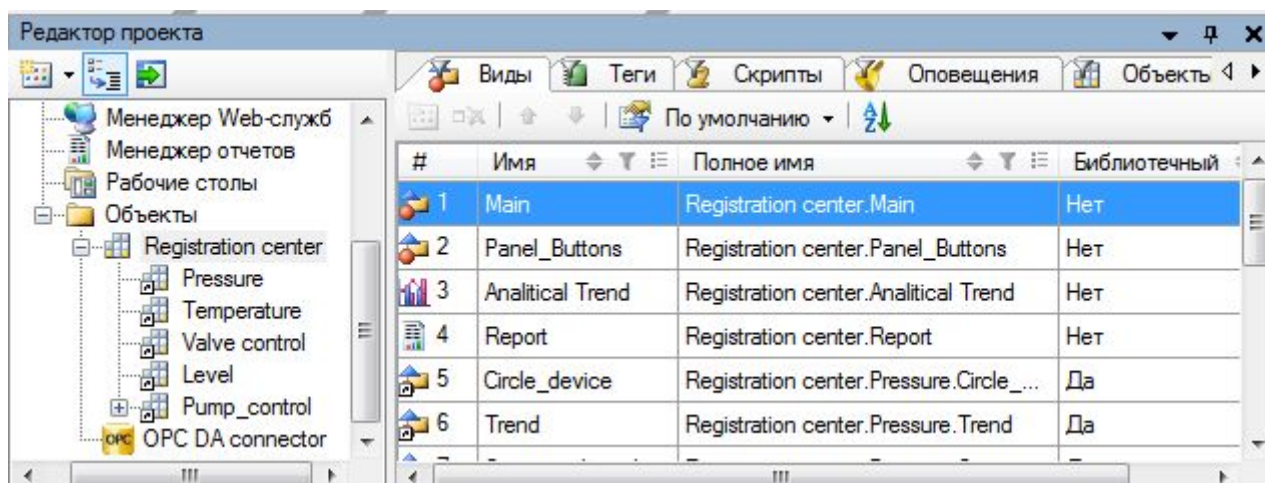 Редактор проекта
Менеджер Web-служб
Менеджер отчетов
Рабочие столы
Объекты
Registration center
Pressure
Temperature
Valve control
Level
Pump_control
OPC OPC DA connector
Виды Теги Скрипты Оповещения Объекты
По умолчанию
# Имя Полное имя Библиотечный
1 Main Registration center.Main Нет
2 Panel_Buttons Registration center.Panel_Buttons Нет
3 Analitical Trend Registration center.Analitical Trend Нет
4 Report Registration center.Report Нет
5 Circle_device Registration center.Pressure.Circle_... Да
6 Trend Registration center.Pressure.Trend Да